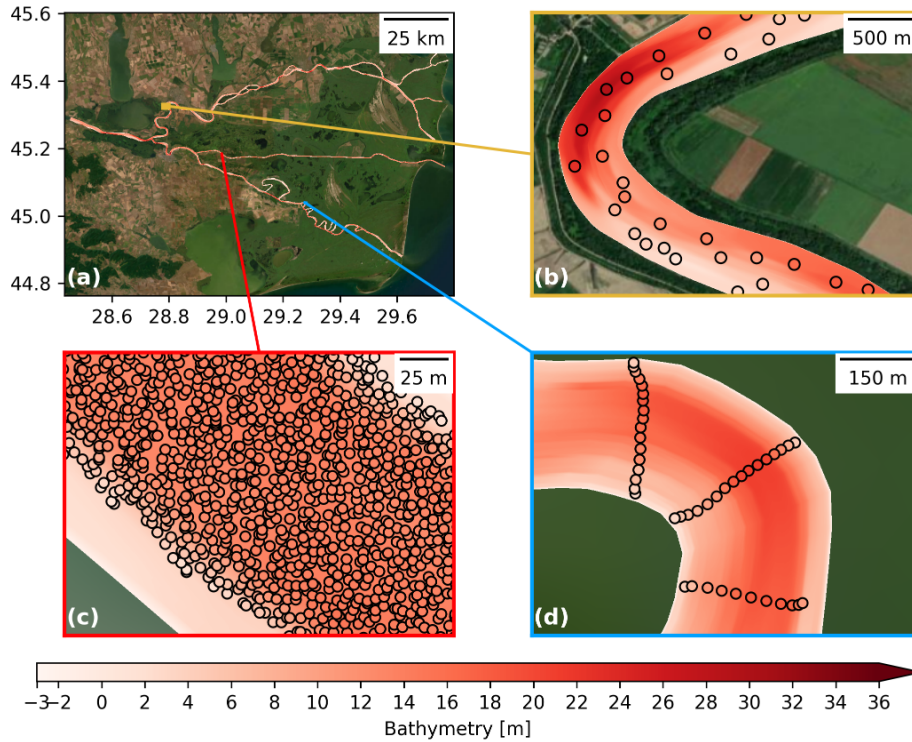 45.6
45.4
45.2
45.0
44.8
25 km
(a)
28.6 28.8 29.0 29.2 29.4 29.6
500 m
(b)
25 m
(c)
150 m
(d)
−3 −2 0 2 4 6 8 10 12 14 16 18 20 22 24 26 28 30 32 34 36
Bathymetry [m]